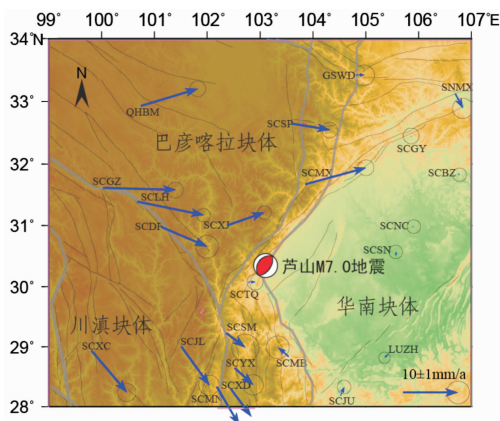 99 100 101 102 103 104 105 106 107°E
34°N
33°
32°
31°
30°
29°
28°
N
GSWD
SNMX
QHBM
SCSP
SCGY
巴彦喀拉块体
SCMX
SCBZ
SCGZ
SCLH
SCXJ
SCDF
SCNC
SCSN
芦山M7.0地震
SCTQ
华南块体
川滇块体
SCSM
SCXC
SCJL
SCMB
LUZH
SCYX
SCXD
SCMN
SCJU
10±1mm/a